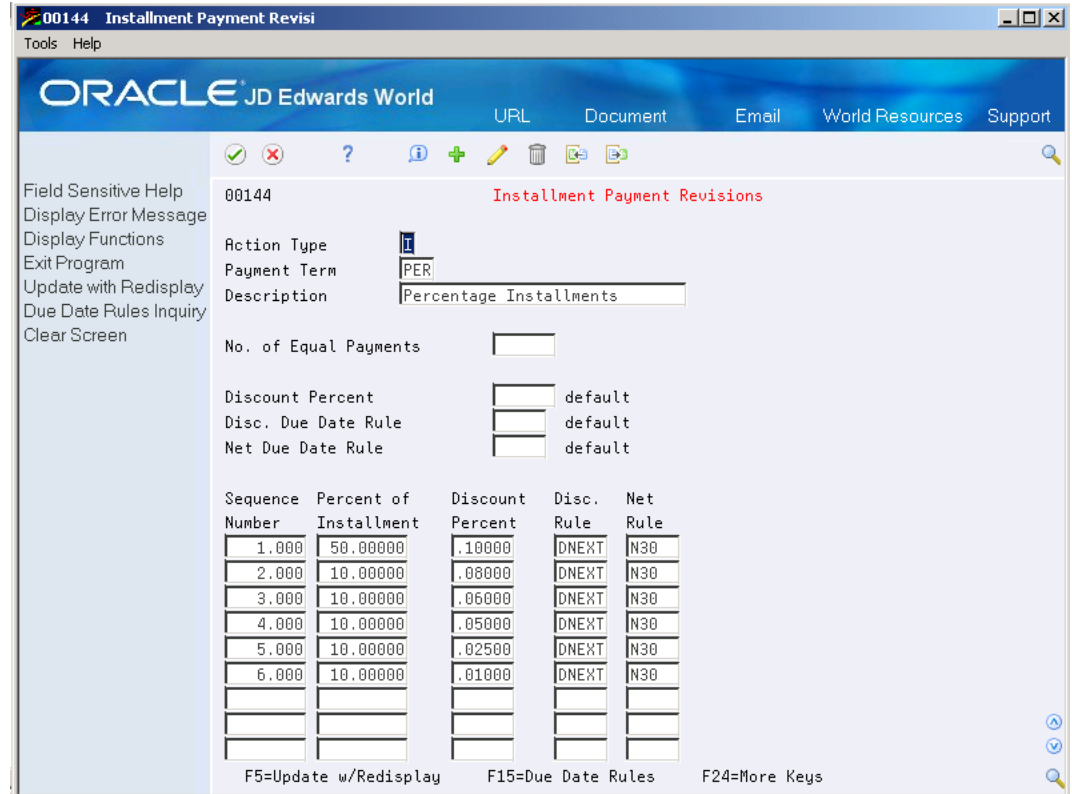 00144 Installment Payment Revisi
Tools Help
ORACLE JD Edwards World
URL Document Email World Resources Support
?
Field Sensitive Help
Display Error Message
Display Functions
Exit Program
Update with Redisplay
Due Date Rules Inquiry
Clear Screen
00144 Installment Payment Revisions
Action Type I
Payment Term PER
Description Percentage Installments
No. of Equal Payments
Discount Percent default
Disc. Due Date Rule default
Net Due Date Rule default
Sequence Percent of Discount Disc. Net
Number Installment Percent Rule Rule
1.000 50.00000 .10000 DNEXT N30
2.000 10.00000 .08000 DNEXT N30
3.000 10.00000 .06000 DNEXT N30
4.000 10.00000 .05000 DNEXT N30
5.000 10.00000 .02500 DNEXT N30
6.000 10.00000 .01000 DNEXT N30
F5=Update w/Redisplay F15=Due Date Rules F24=More Keys